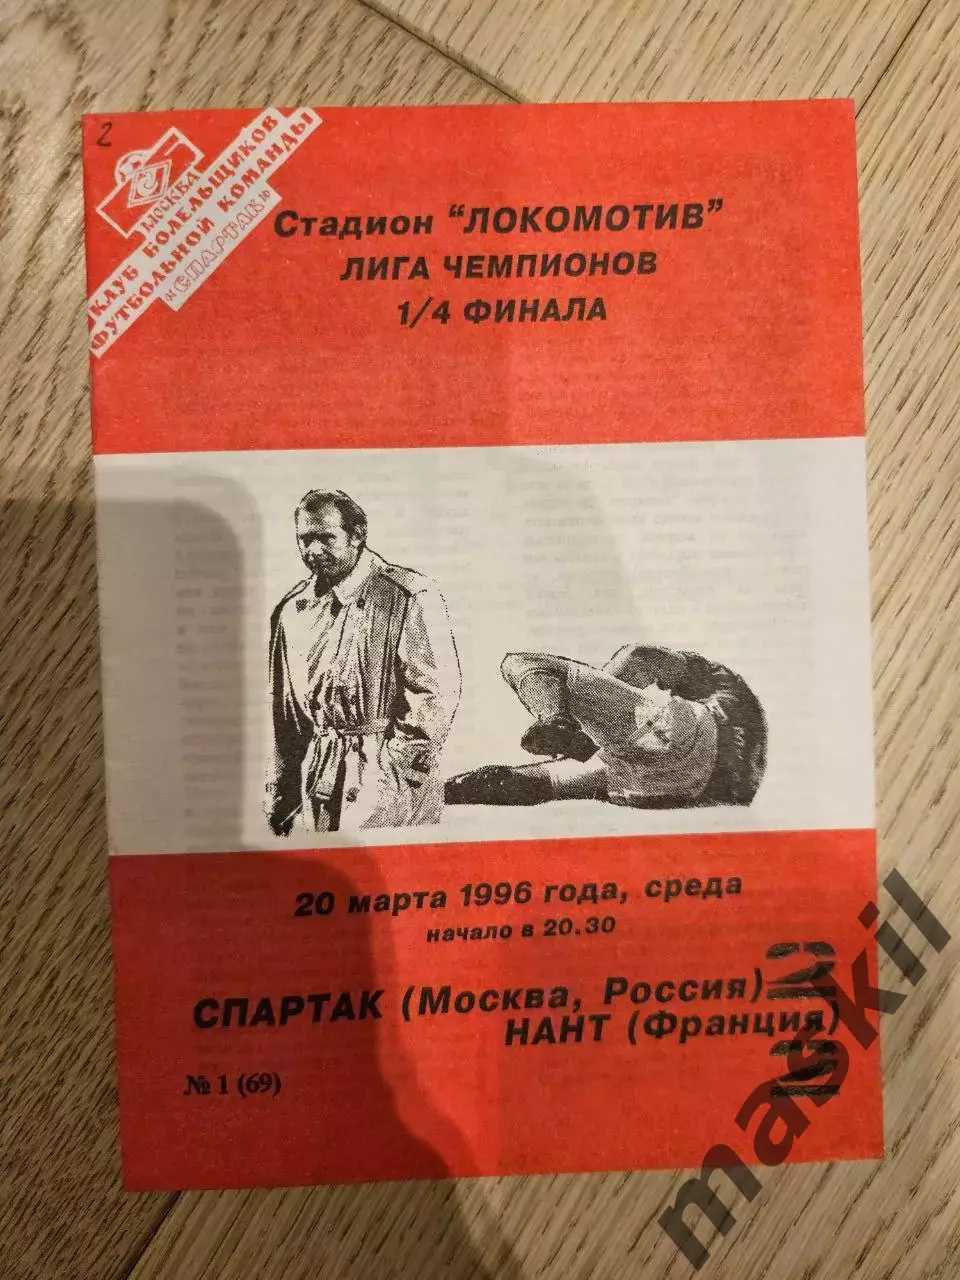 2
МОСКВА
КЛУБ БОЛЕЛЬЩИКОВ
ФУТБОЛЬНОЙ КОМАНДЫ
«СПАРТАК»
Стадион "ЛОКОМОТИВ"
ЛИГА ЧЕМПИОНОВ
1/4 ФИНАЛА
20 марта 1996 года, среда
начало в 20.30
СПАРТАК (Москва, Россия)
НАНТ (Франция)
№ 1 (69)
maskil